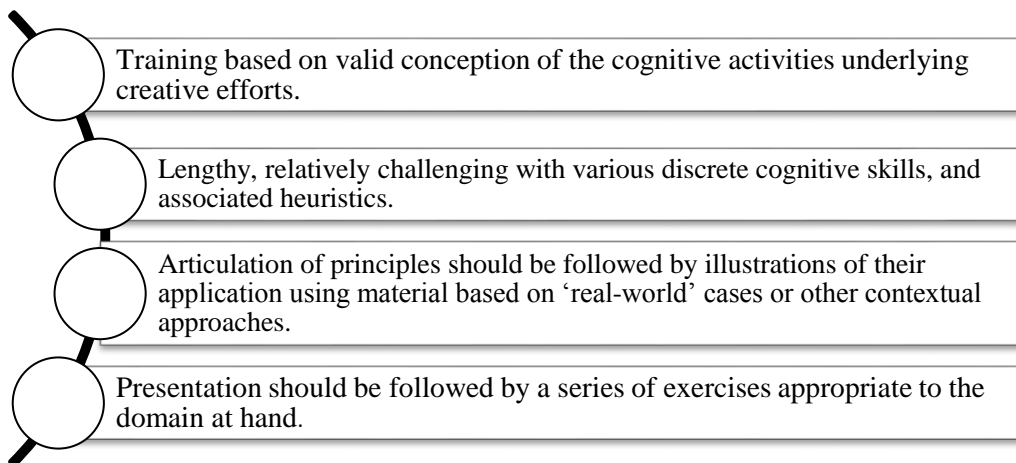 Training based on valid conception of the cognitive activities underlying
creative efforts.
Lengthy, relatively challenging with various discrete cognitive skills, and
associated heuristics.
Articulation of principles should be followed by illustrations of their
application using material based on ‘real-world’ cases or other contextual
approaches.
Presentation should be followed by a series of exercises appropriate to the
domain at hand.